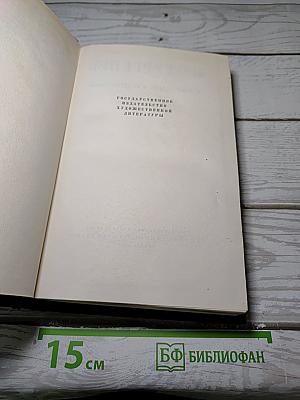 ГОСУДАРСТВЕННОЕ
ИЗДАТЕЛЬСТВО
ХУДОЖЕСТВЕННОЙ
ЛИТЕРАТУРЫ
15 см
БФ БИБЛИОФАН